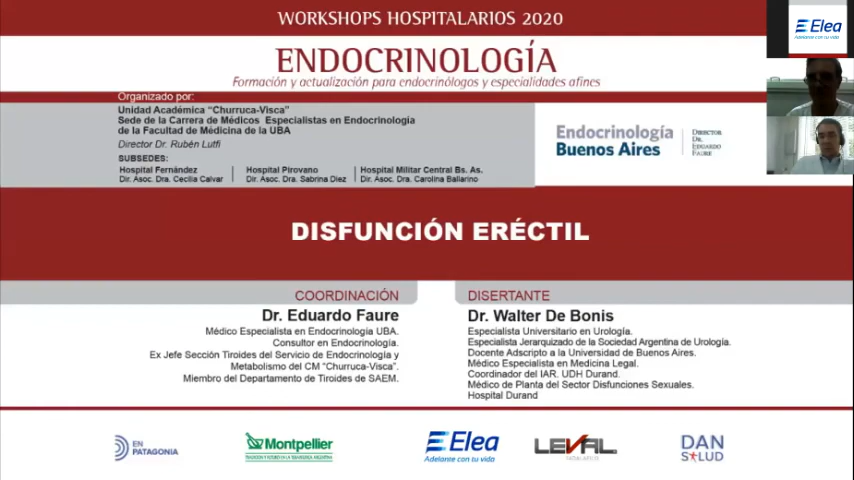 WORKSHOPS HOSPITALARIOS 2020
ENDOCRINOLOGÍA
Formación y actualización para endocrinólogos y especialidades afines
Organizado por:
Unidad Académica "Churruca-Visca"
Sede de la Carrera de Médicos Especialistas en Endocrinología
de la Facultad de Médicina de la UBA
Director Dr. Rubén Lutfi
SUBSEDES:
Hospital Fernández
Dir. Asoc. Dra. Cecilia Calvar
Hospital Pirovano
Dir. Asoc. Dra. Sabrina Diez
Hospital Militar Central Bs. As.
Dir. Asoc. Dra. Carolina Ballarino
Endocrinología
Buenos Aires
DIRECTOR
DR.
EDUARDO
FAURE
Elea
Adelante con tu vida
DISFUNCIÓN ERÉCTIL
COORDINACIÓN
Dr. Eduardo Faure
Médico Especialista en Endocrinología UBA.
Consultor en Endocrinología.
Ex Jefe Sección Tiroides del Servicio de Endocrinología y
Metabolismo del CM "Churruca-Visca".
Miembro del Departamento de Tiroides de SAEM.
DISERTANTE
Dr. Walter De Bonis
Especialista Universitario en Urología.
Especialista Jerarquizado de la Sociedad Argentina de Urología.
Docente Adscripto a la Universidad de Buenos Aires.
Médico Especialista en Medicina Legal.
Coordinador del IAR. UDH Durand.
Médico de Planta del Sector Disfunciones Sexuales.
Hospital Durand
EN
PATAGONIA
Montpellier
Elea
Adelante con tu vida
LEVAL
DAN
SALUD